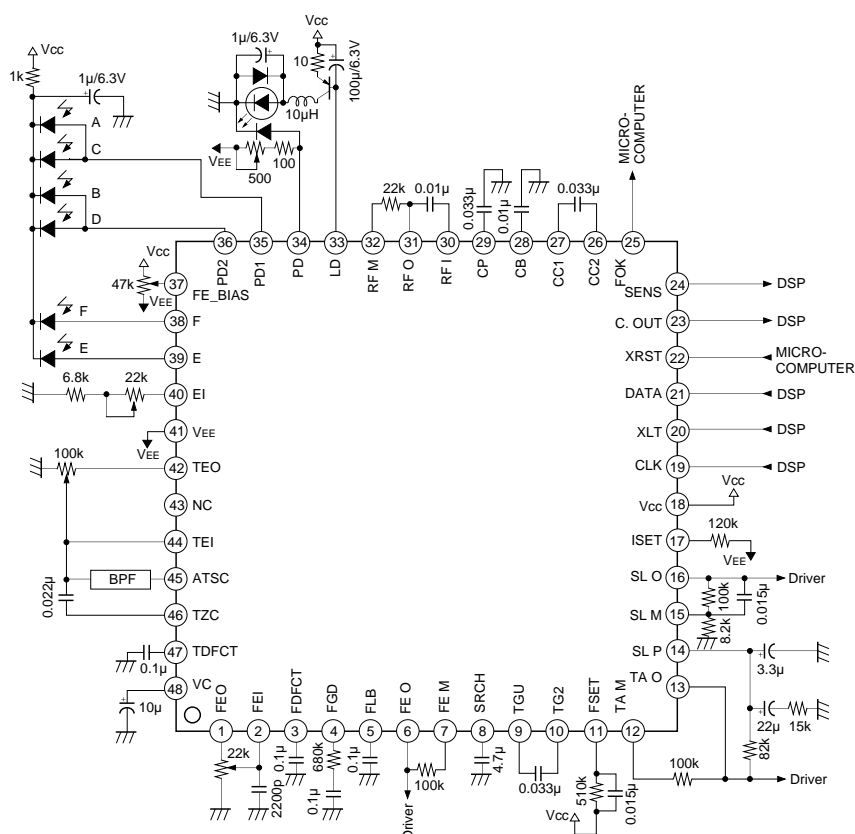 Vcc
1k
1μ/6.3V
A
C
B
D
1μ/6.3V
Vcc
10
100μ/6.3V
10μH
VEE
500
100
MICRO-
COMPUTER
22k
0.01μ
0.033μ
0.01μ
0.033μ
36
35
34
33
32
31
30
29
28
27
26
25
PD2
PD1
PD
LD
RF M
RF O
RF I
CP
CB
CC1
CC2
FOK
Vcc
47k
VEE
37
FE_BIAS
F
38
F
E
39
E
6.8k
22k
40
EI
VEE
41
VEE
100k
42
TEO
43
NC
44
TEI
BPF
45
ATSC
0.022μ
46
TZC
47
TDFCT
0.1μ
48
VC
10μ
SENS
24
DSP
C. OUT
23
DSP
XRST
22
MICRO-
COMPUTER
DATA
21
DSP
XLT
20
DSP
CLK
19
DSP
Vcc
18
Vcc
ISET
17
120k
VEE
SL O
16
Driver
100k
0.015μ
SL M
15
8.2k
SL P
14
3.3μ
TA O
13
22μ
15k
82k
FEO
FEI
FDFCT
FGD
FLB
FE O
FE M
SRCH
TGU
TG2
FSET
TA M
1
2
3
4
5
6
7
8
9
10
11
12
22k
2200p
0.1μ
680k
0.1μ
0.1μ
Driver
100k
4.7μ
0.033μ
510k
0.015μ
Vcc
100k
Driver